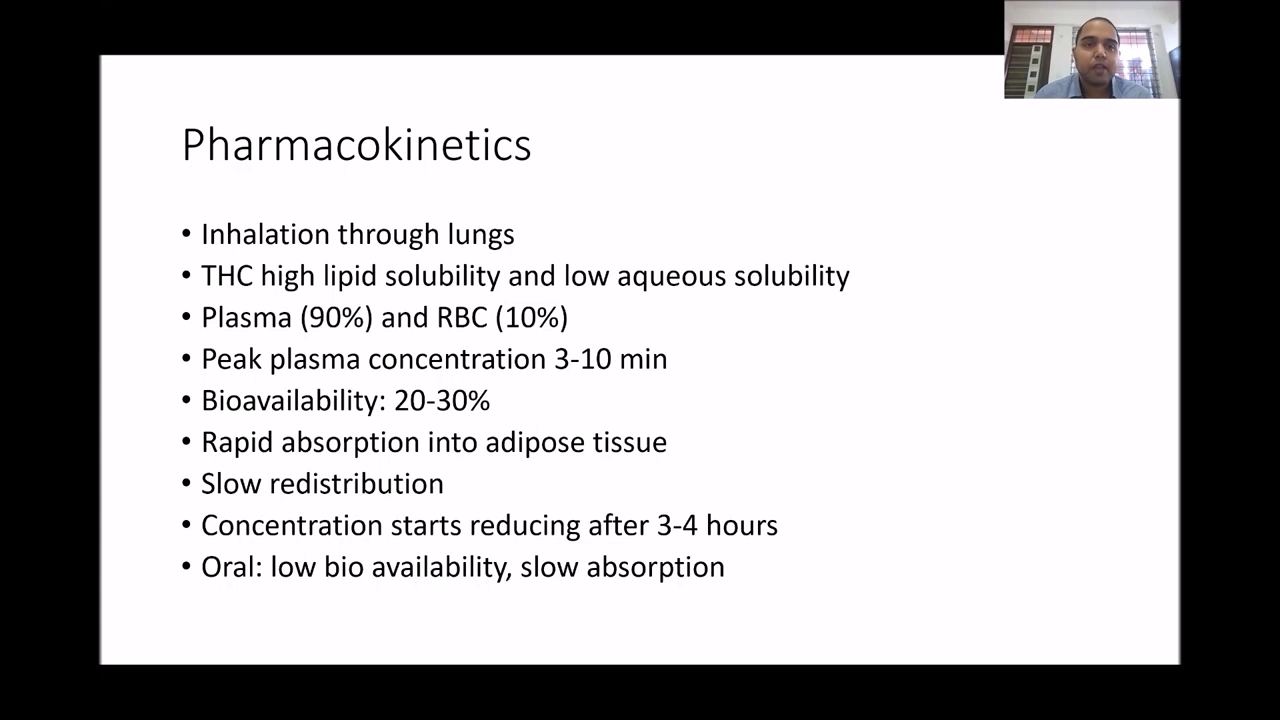 Pharmacokinetics
• Inhalation through lungs
• THC high lipid solubility and low aqueous solubility
• Plasma (90%) and RBC (10%)
• Peak plasma concentration 3-10 min
• Bioavailability: 20-30%
• Rapid absorption into adipose tissue
• Slow redistribution
• Concentration starts reducing after 3-4 hours
• Oral: low bio availability, slow absorption